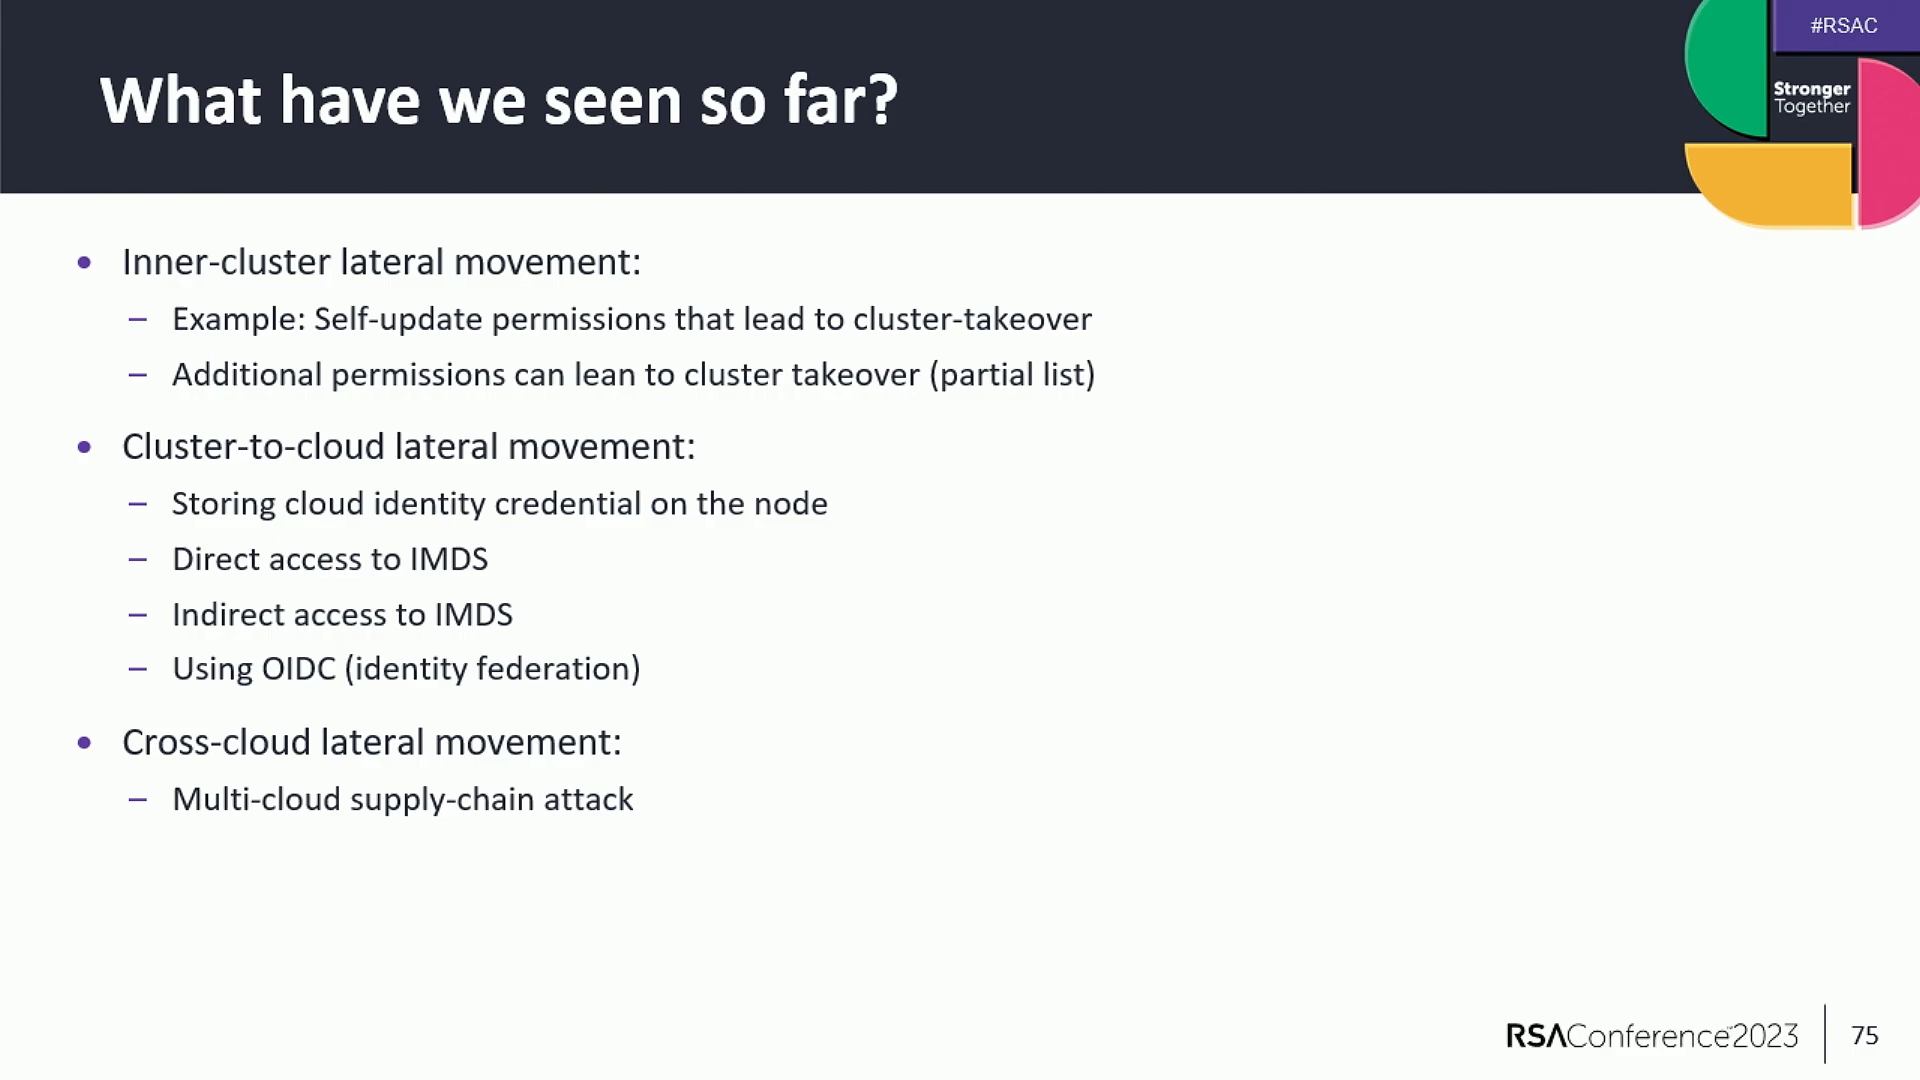 #RSAC
Stronger
Together
What have we seen so far?
• Inner-cluster lateral movement:
– Example: Self-update permissions that lead to cluster-takeover
– Additional permissions can lean to cluster takeover (partial list)
• Cluster-to-cloud lateral movement:
– Storing cloud identity credential on the node
– Direct access to IMDS
– Indirect access to IMDS
– Using OIDC (identity federation)
• Cross-cloud lateral movement:
– Multi-cloud supply-chain attack
RSAConference™2023
75